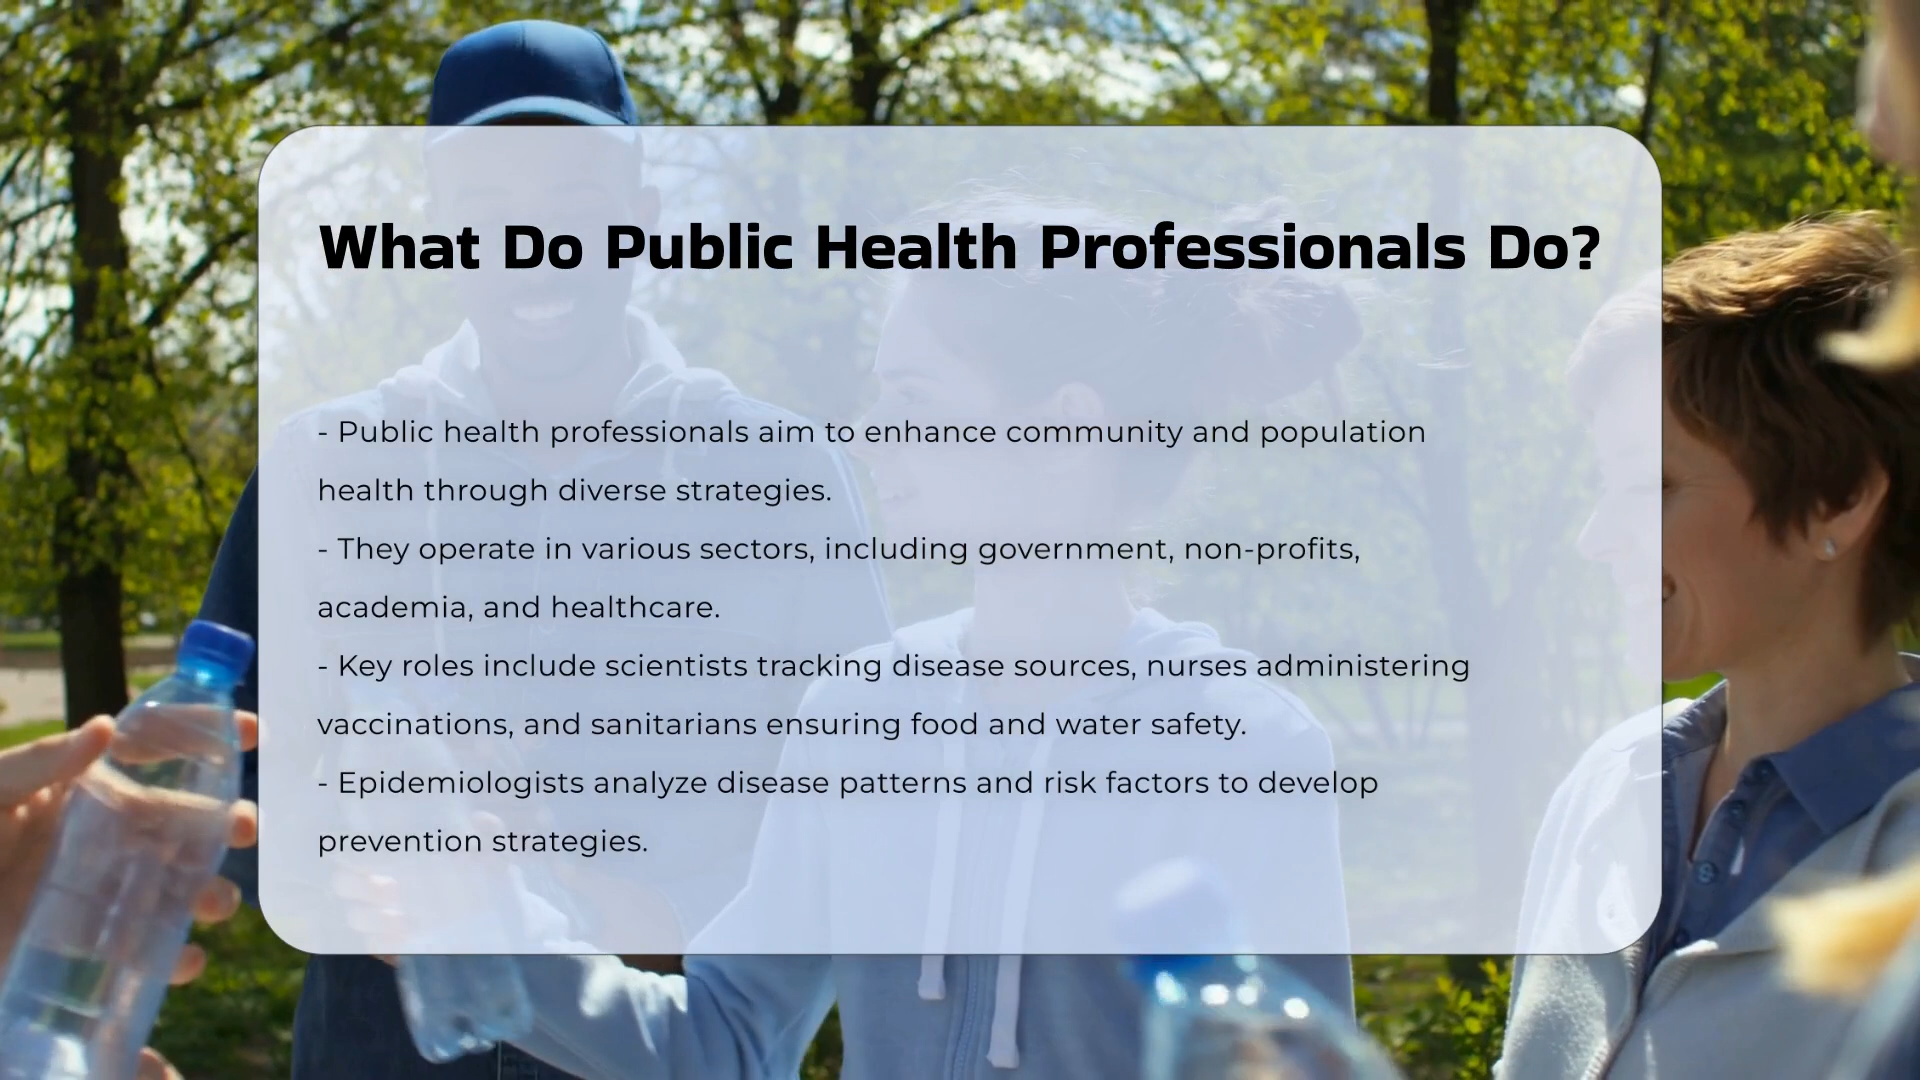 What Do Public Health Professionals Do?
- Public health professionals aim to enhance community and population
health through diverse strategies.
- They operate in various sectors, including government, non-profits,
academia, and healthcare.
- Key roles include scientists tracking disease sources, nurses administering
vaccinations, and sanitarians ensuring food and water safety.
- Epidemiologists analyze disease patterns and risk factors to develop
prevention strategies.